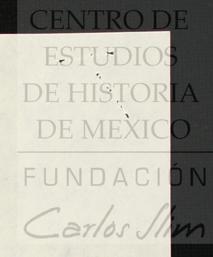 CENTRO DE
ESTUDIOS
DE HISTORIA
DE MEXICO
FUNDACIÓN
Carlos Slim